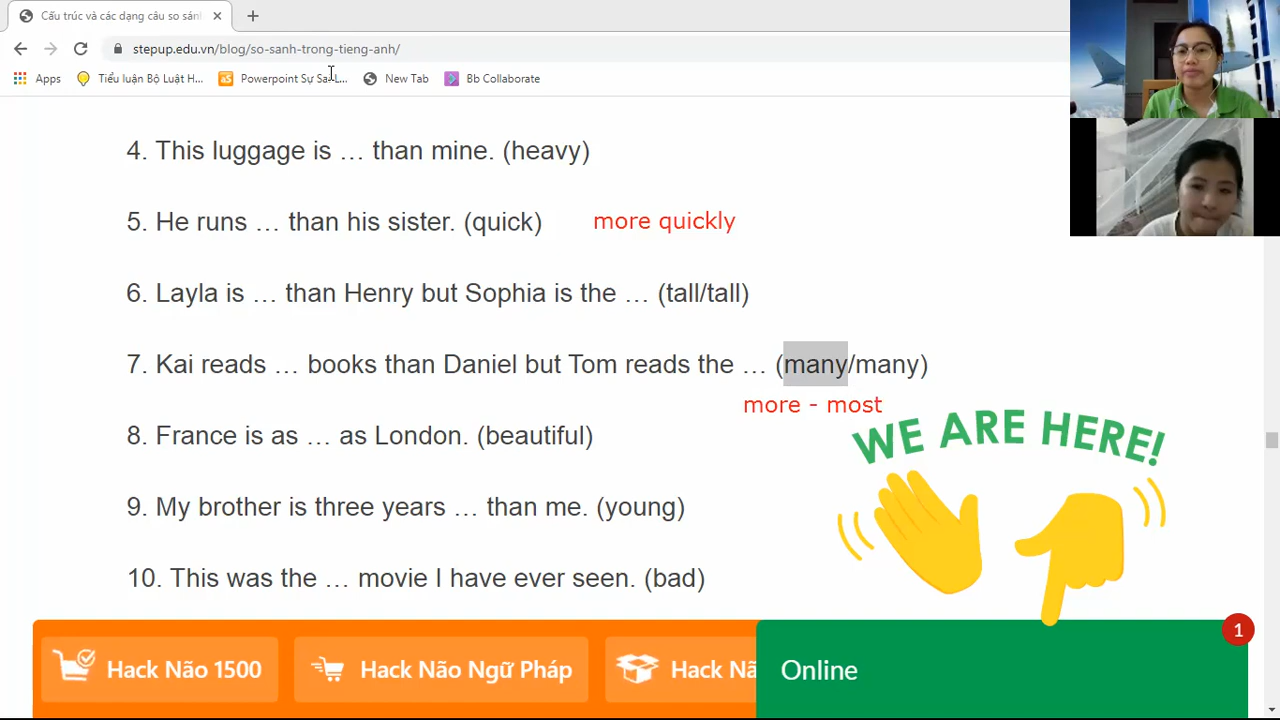 Cấu trúc và các dạng câu so sán
stepup.edu.vn/blog/so-sanh-trong-tieng-anh/
Apps Tiểu luận Bộ Luật H... Powerpoint Sự Sa L... New Tab Bb Collaborate
4. This luggage is … than mine. (heavy)
5. He runs … than his sister. (quick) more quickly
6. Layla is … than Henry but Sophia is the … (tall/tall)
7. Kai reads … books than Daniel but Tom reads the … (many/many)
more - most
8. France is as … as London. (beautiful)
WE ARE HERE!
9. My brother is three years … than me. (young)
10. This was the … movie I have ever seen. (bad)
Hack Não 1500 Hack Não Ngữ Pháp Hack Nã Online 1